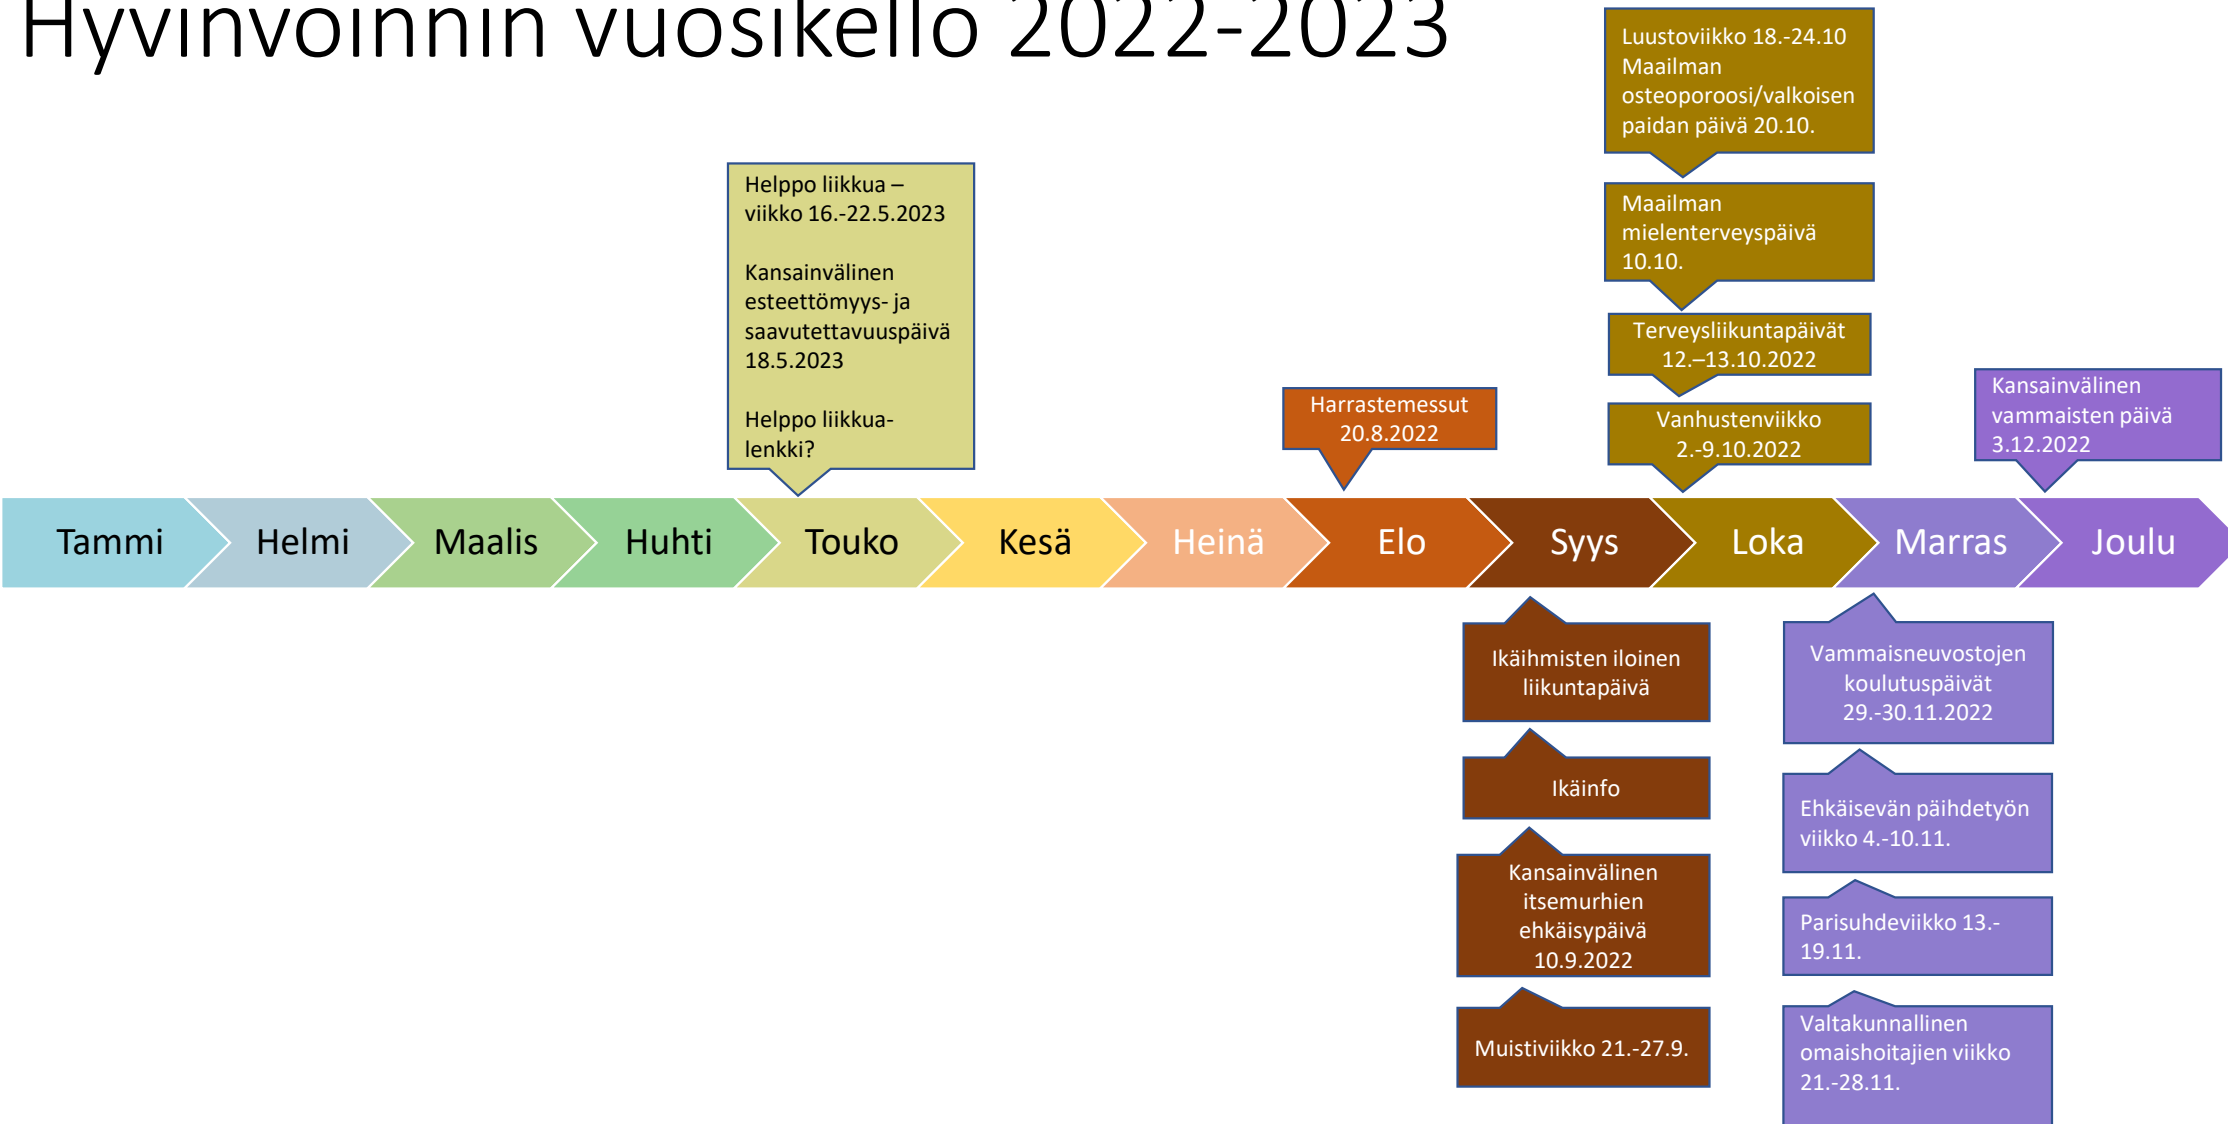 Hyvinvoinnin vuosikello 2022-2023
Luustoviikko 18.-24.10
Maailman
osteoporoosi/valkoisen
paidan päivä 20.10.
Maailman
mielenterveyspäivä
10.10.
Terveysliikuntapäivät
12.–13.10.2022
Vanhustenviikko
2.-9.10.2022
Helppo liikkua –
viikko 16.-22.5.2023
Kansainvälinen
esteettömyys- ja
saavutettavuuspäivä
18.5.2023
Helppo liikkua-
lenkki?
Harrastemessut
20.8.2022
Kansainvälinen
vammaisten päivä
3.12.2022
Tammi
Helmi
Maalis
Huhti
Touko
Kesä
Heinä
Elo
Syys
Loka
Marras
Joulu
Ikäihmisten iloinen
liikuntapäivä
Ikäinfo
Kansainvälinen
itsemurhien
ehkäisypäivä
10.9.2022
Muistiviikko 21.-27.9.
Vammaisneuvostojen
koulutuspäivät
29.-30.11.2022
Ehkäisevän päihdetyön
viikko 4.-10.11.
Parisuhdeviikko 13.-
19.11.
Valtakunnallinen
omaishoitajien viikko
21.-28.11.